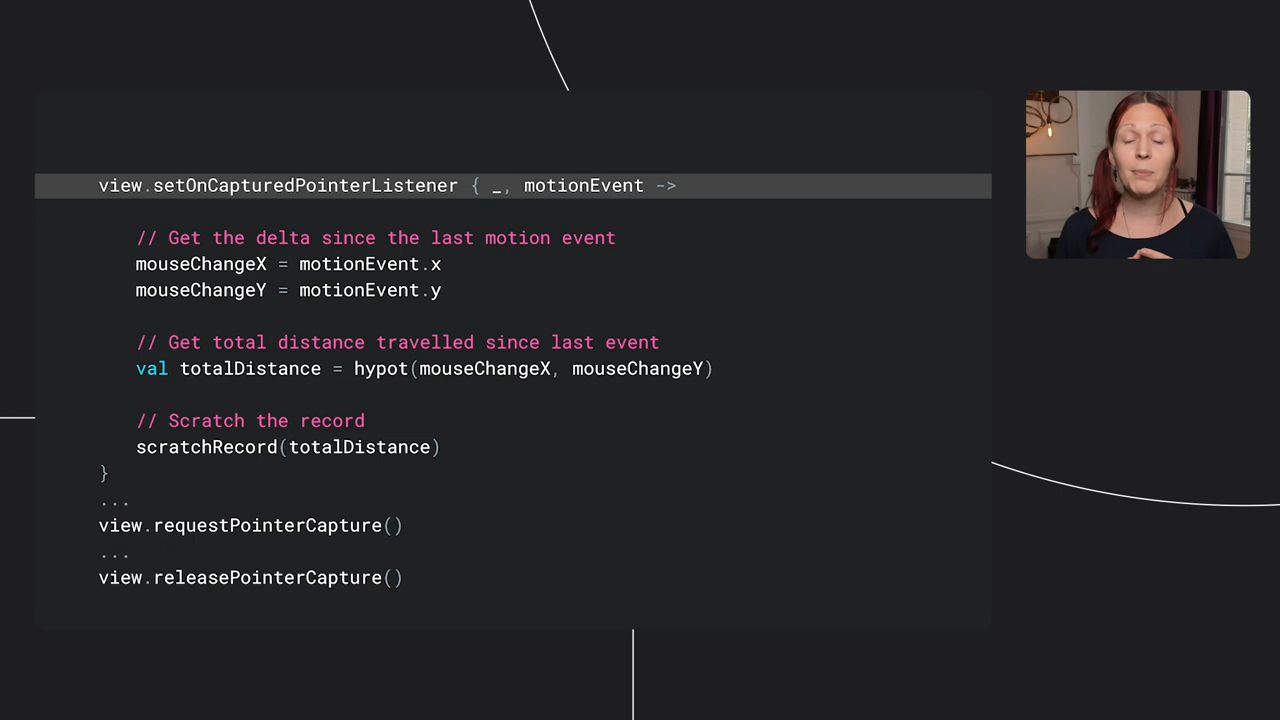 view.setOnCapturedPointerListener { _, motionEvent ->
// Get the delta since the last motion event
mouseChangeX = motionEvent.x
mouseChangeY = motionEvent.y
// Get total distance travelled since last event
val totalDistance = hypot(mouseChangeX, mouseChangeY)
// Scratch the record
scratchRecord(totalDistance)
}
...
view.requestPointerCapture()
...
view.releasePointerCapture()